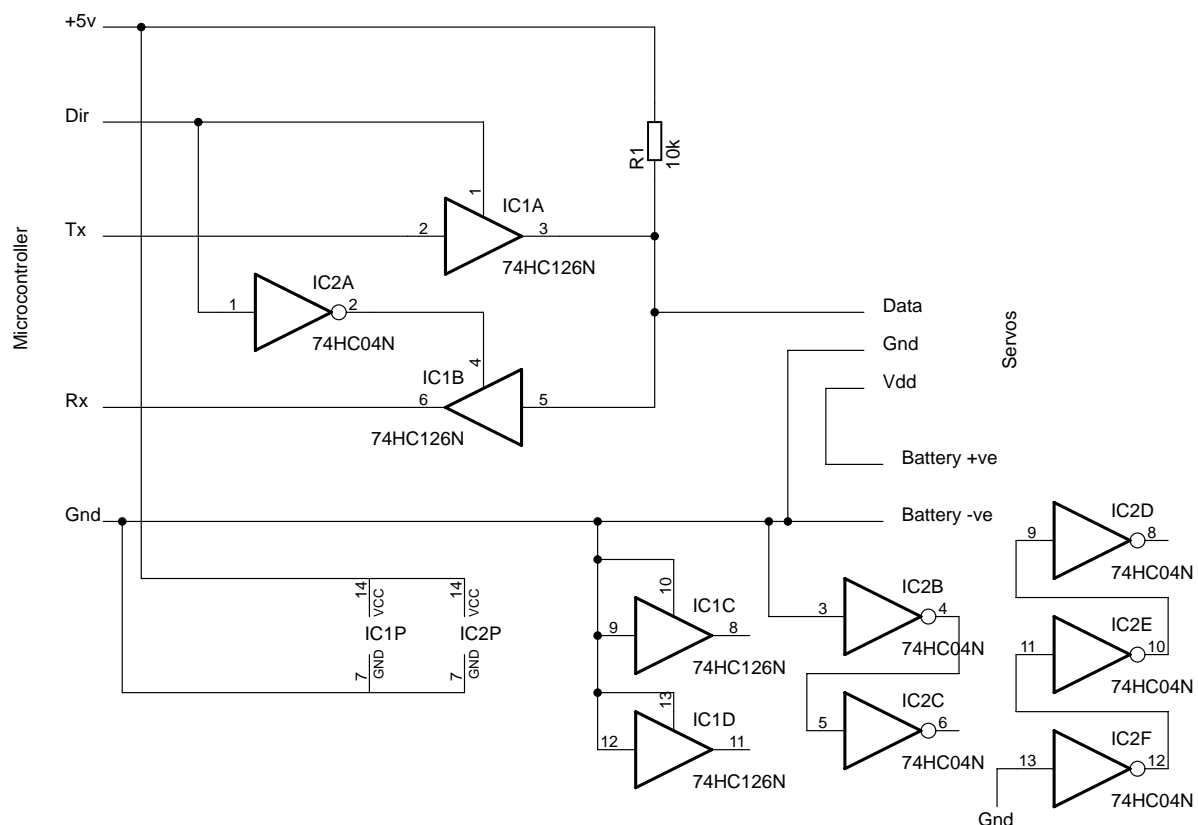 +5v
Dir
R1
10k
1
IC1A
Tx
2
3
74HC126N
Microcontroller
IC2A
1
2
74HC04N
Data
Gnd
Servos
4
IC1B
Vdd
Rx
6
5
74HC126N
Battery +ve
Gnd
Battery -ve
IC2D
9
8
74HC04N
14
VCC
14
VCC
10
IC1C
IC2B
3
4
IC1P
IC2P
9
8
74HC04N
IC2E
11
10
7
GND
7
GND
74HC126N
74HC04N
13
IC1D
IC2C
5
6
12
11
74HC04N
IC2F
13
12
74HC126N
74HC04N
Gnd